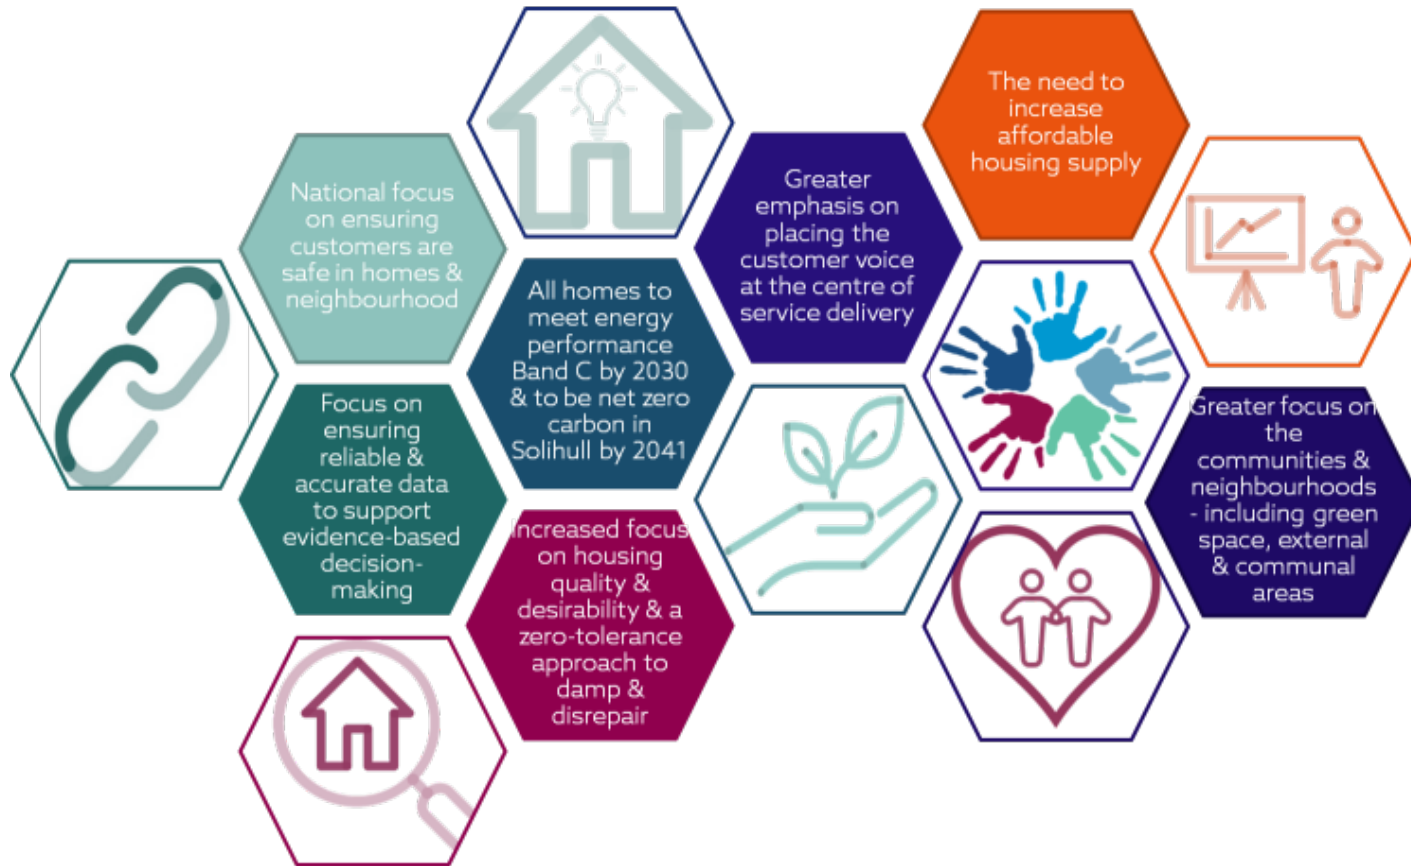 National focus
on ensuring
customers are
safe in homes &
neighbourhood
Focus on
ensuring
reliable &
accurate data
to support
evidence-based
decision-
making
All homes to
meet energy
performance
Band C by 2030
& to be net zero
carbon in
Solihull by 2041
Increased focus
on housing
quality &
desirability & a
zero-tolerance
approach to
damp &
disrepair
Greater
emphasis on
placing the
customer voice
at the centre of
service delivery
The need to
increase
affordable
housing supply
Greater focus on
the
communities &
neighbourhoods
- including green
space, external
& communal
areas